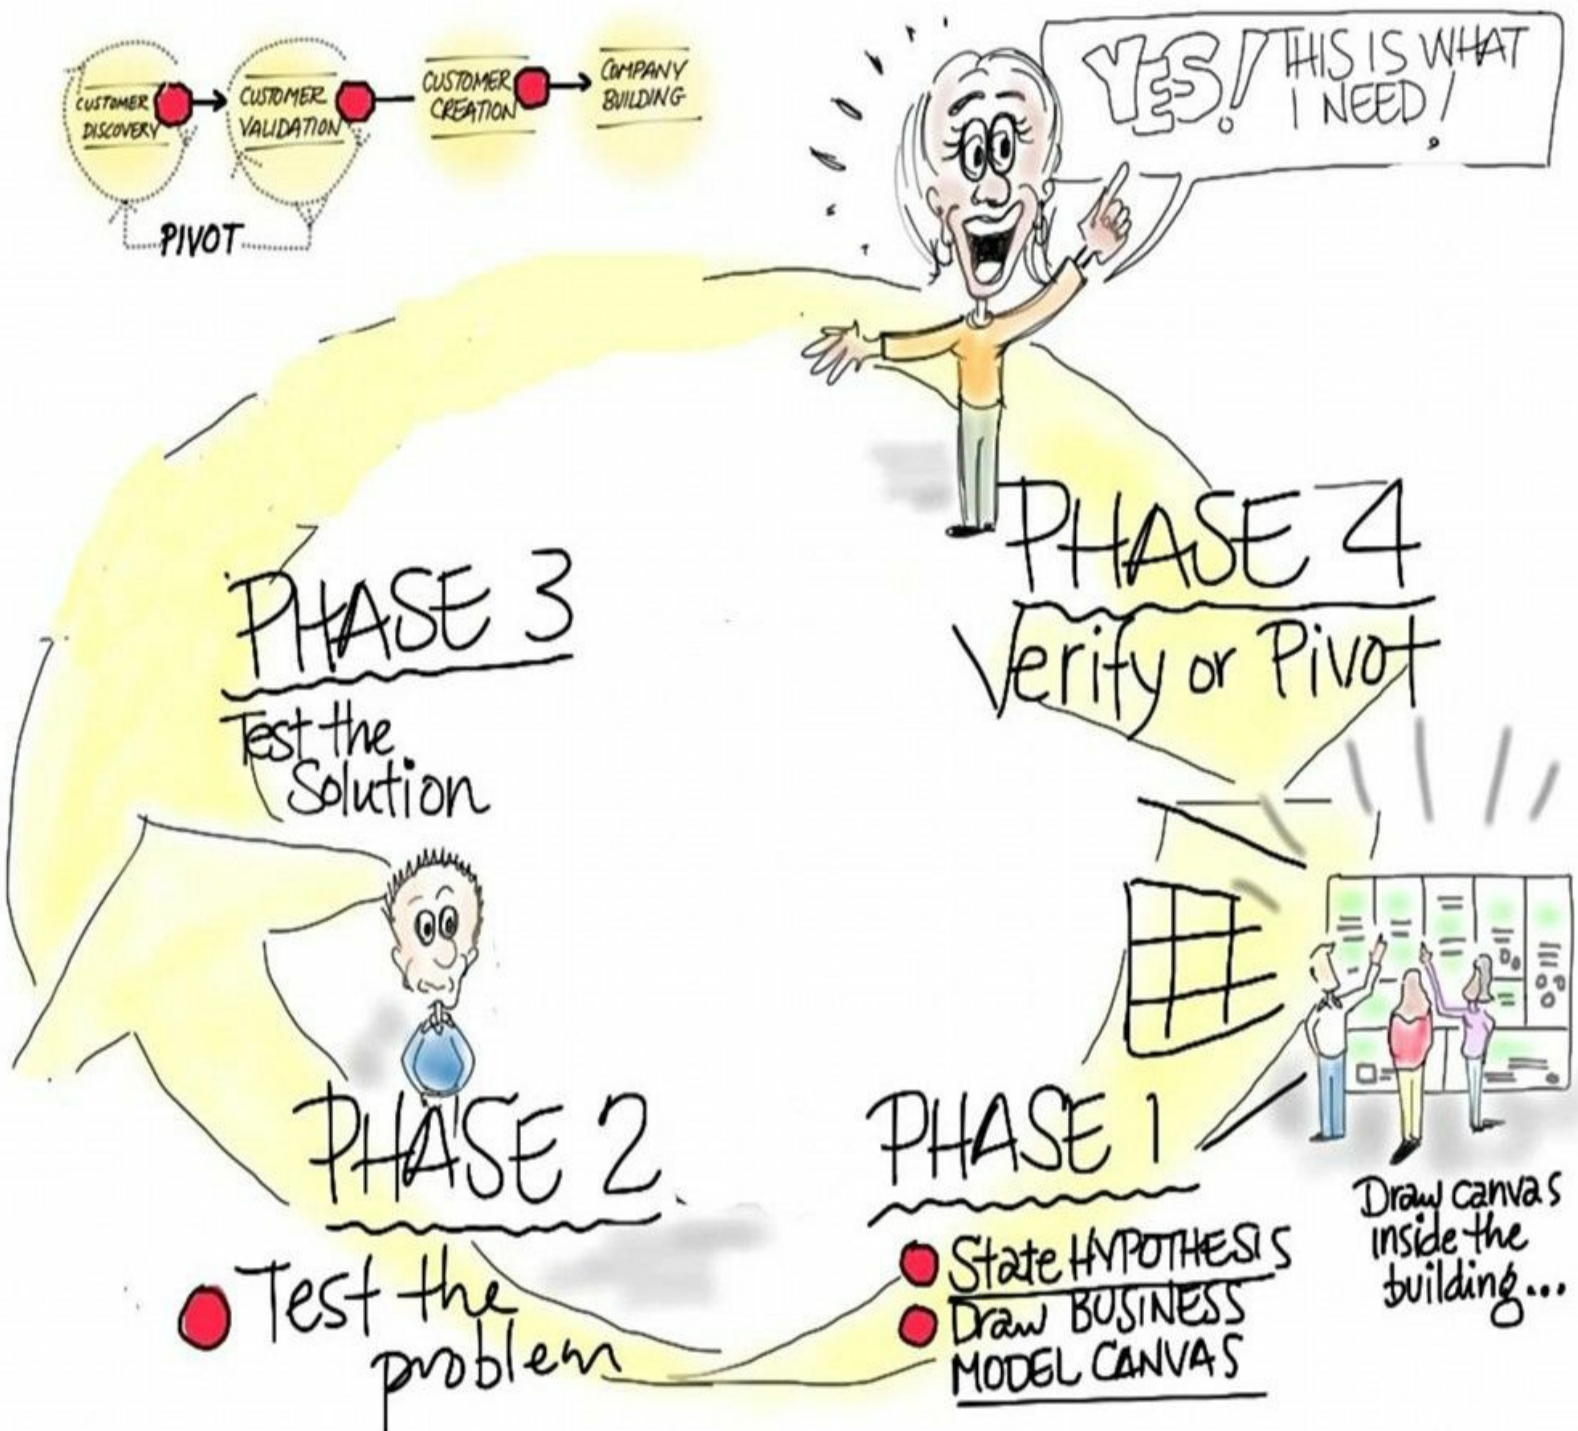 CUSTOMER
DISCOVERY
CUSTOMER
VALIDATION
CUSTOMER
CREATION
COMPANY
BUILDING
PIVOT
YES! THIS IS WHAT
I NEED!
PHASE 4
Verify or Pivot
PHASE 3
Test the
Solution
PHASE 2
Test the
problem
PHASE 1
State HYPOTHESIS
Draw BUSINESS
MODEL CANVAS
Draw canvas
inside the
building...